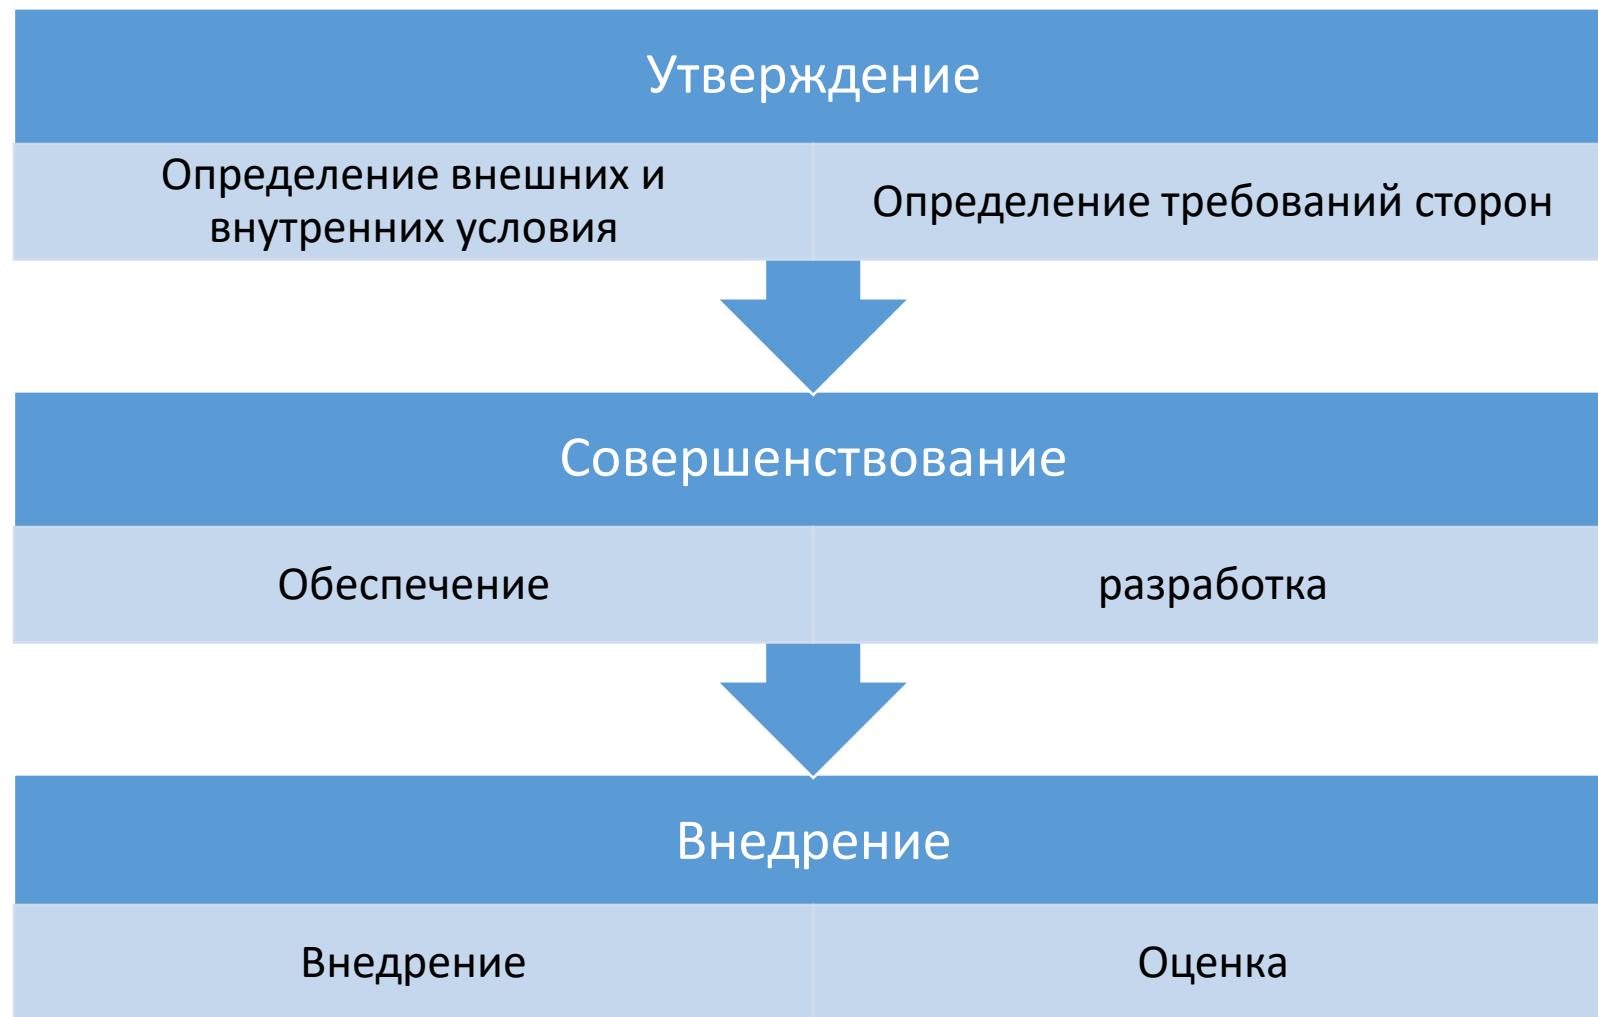 Утверждение
Определение внешних и
внутренних условия
Определение требований сторон
Совершенствование
Обеспечение
разработка
Внедрение
Внедрение
Оценка